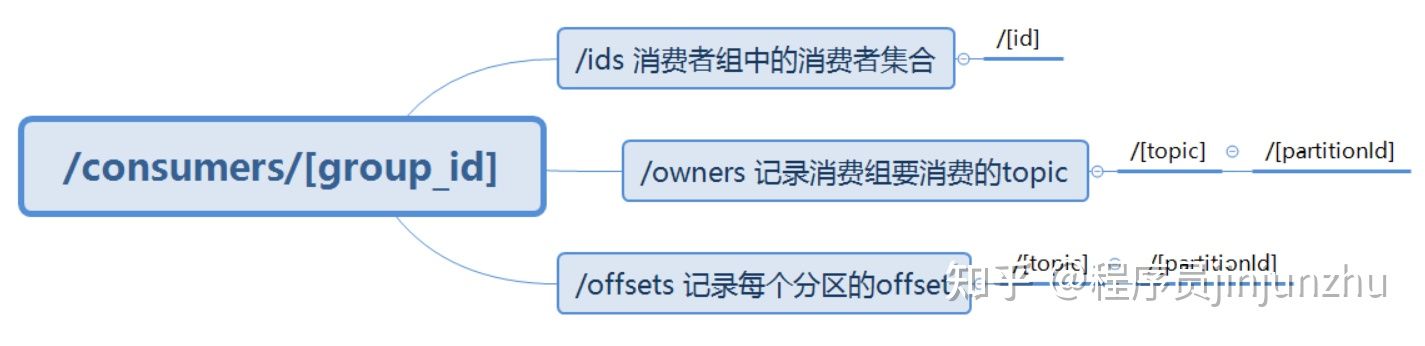 /ids 消费者组中的消费者集合
/[id]
/consumers/[group_id]
/owners 记录消费组要消费的topic
/[topic]
/[partitionId]
/offsets 记录每个分区的offset
/[topic]
/[partitionId]
知乎 @程序员jinjunzhu